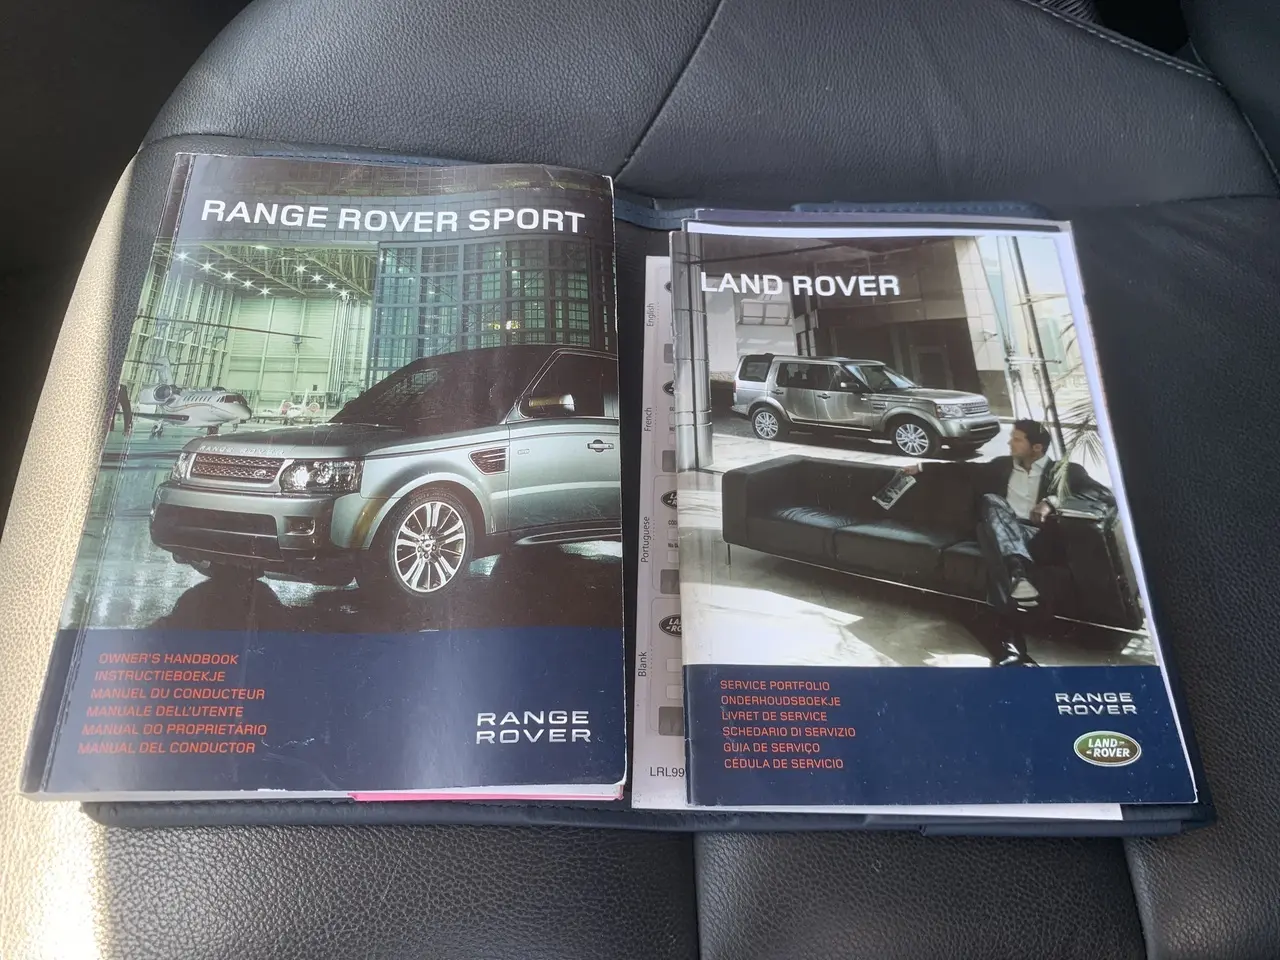 RANGE ROVER SPORT
OWNER'S HANDBOOK
INSTRUCTIEBOEKJE
MANUEL DU CONDUCTEUR
MANUALE DELL'UTENTE
MANUAL DO PROPRIETÁRIO
MANUAL DEL CONDUCTOR
RANGE
ROVER
English
French
Portuguese
Blank
LRL99
LAND ROVER
SERVICE PORTFOLIO
ONDERHOUDSBOEKJE
LIVRET DE SERVICE
SCHEDARIO DI SERVIZIO
GUIA DE SERVIÇO
CÉDULA DE SERVICIO
RANGE
ROVER
LAND-
-ROVER